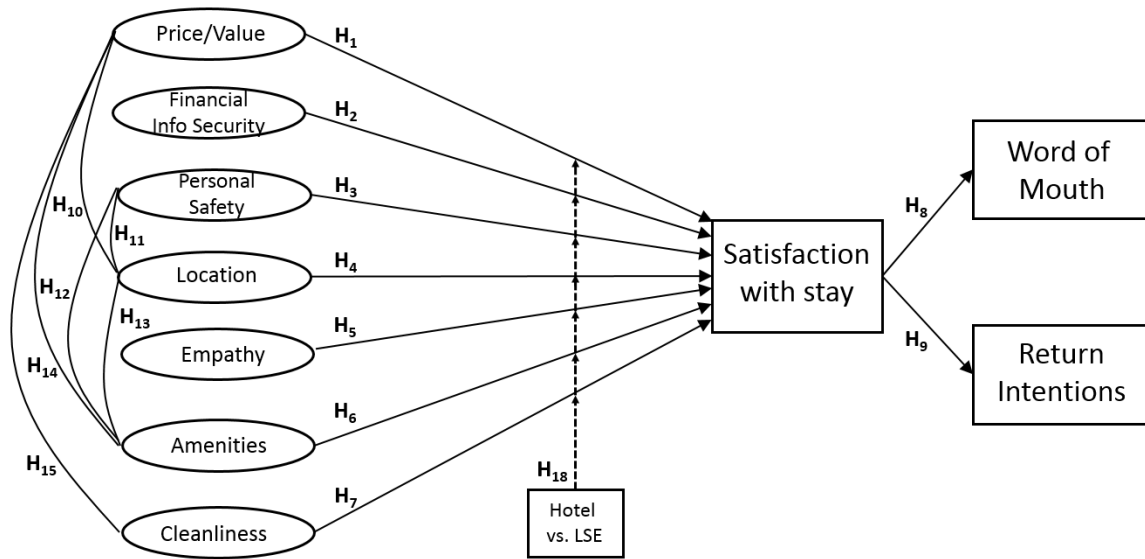 Price/Value
Financial
Info Security
Personal
Safety
Location
Empathy
Amenities
Cleanliness
H1
H2
H3
H4
H5
H6
H7
H10
H11
H12
H13
H14
H15
H18
Hotel
vs. LSE
Satisfaction
with stay
H8
H9
Word of
Mouth
Return
Intentions